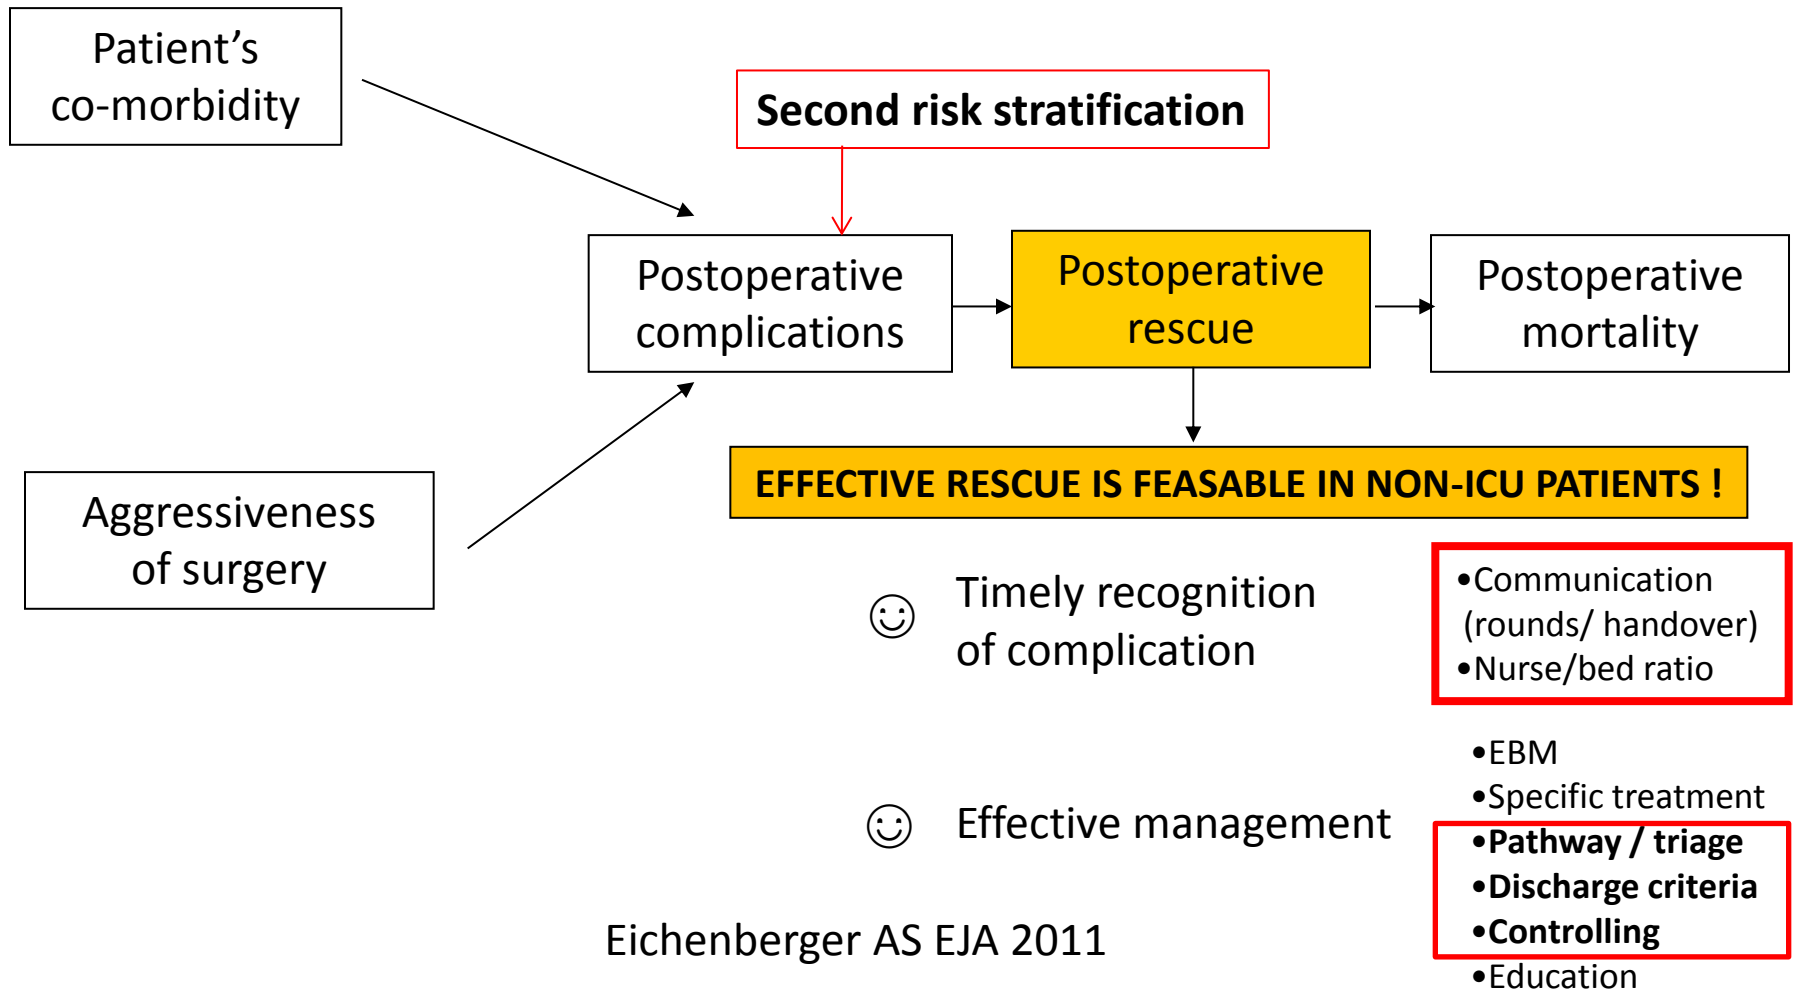 Patient’s
co-morbidity
Second risk stratification
Postoperative
complications
Postoperative
rescue
Postoperative
mortality
EFFECTIVE RESCUE IS FEASABLE IN NON-ICU PATIENTS !
Aggressiveness
of surgery
Timely recognition
of complication
•Communication
(rounds/ handover)
•Nurse/bed ratio
Effective management
•EBM
•Specific treatment
•Pathway / triage
•Discharge criteria
•Controlling
•Education
Eichenberger AS EJA 2011